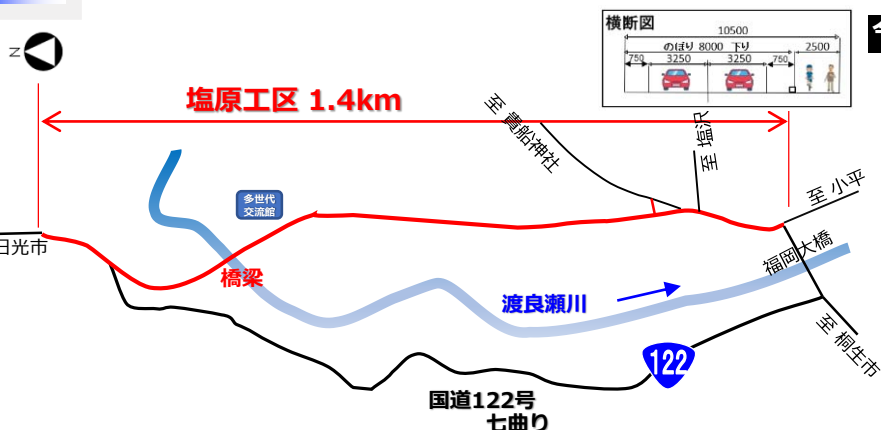 横断図
10500
のぼり 8000 下り
2500
750
3250
3250
750
N
塩原工区 1.4km
至 貴船神社
至 塩沢
至 小平
多世代
交流館
日光市
橋梁
福岡大橋
渡良瀬川
122
至 桐生市
国道122号
七曲り